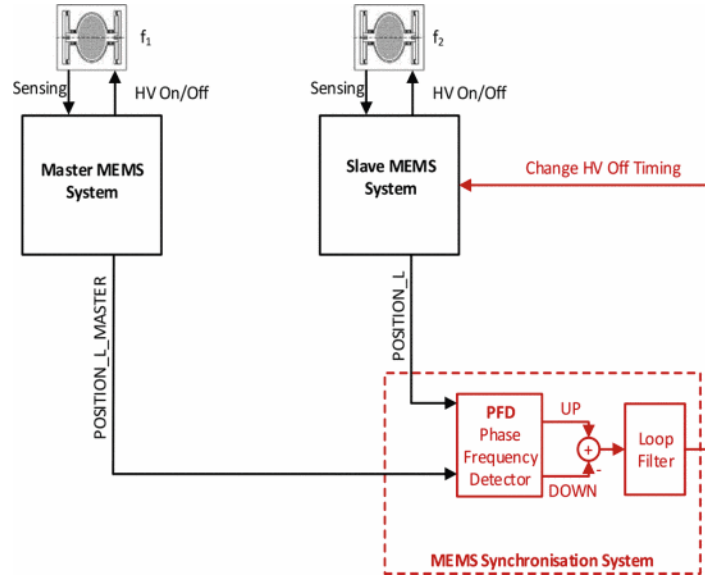 f1
f2
Sensing
HV On/Off
Sensing
HV On/Off
Master MEMS
System
Slave MEMS
System
Change HV Off Timing
POSITION_L_MASTER
POSITION_L
PFD
Phase
Frequency
Detector
UP
+
-
DOWN
Loop
Filter
MEMS Synchronisation System